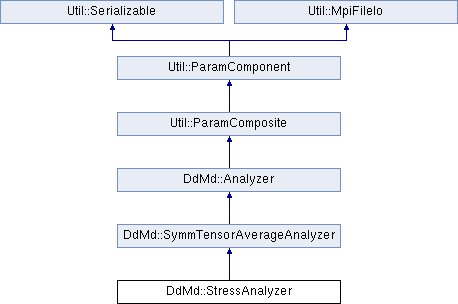 Util::Serializable
Util::MpiFileIo
Util::ParamComponent
Util::ParamComposite
DdMd::Analyzer
DdMd::SymmTensorAverageAnalyzer
DdMd::StressAnalyzer